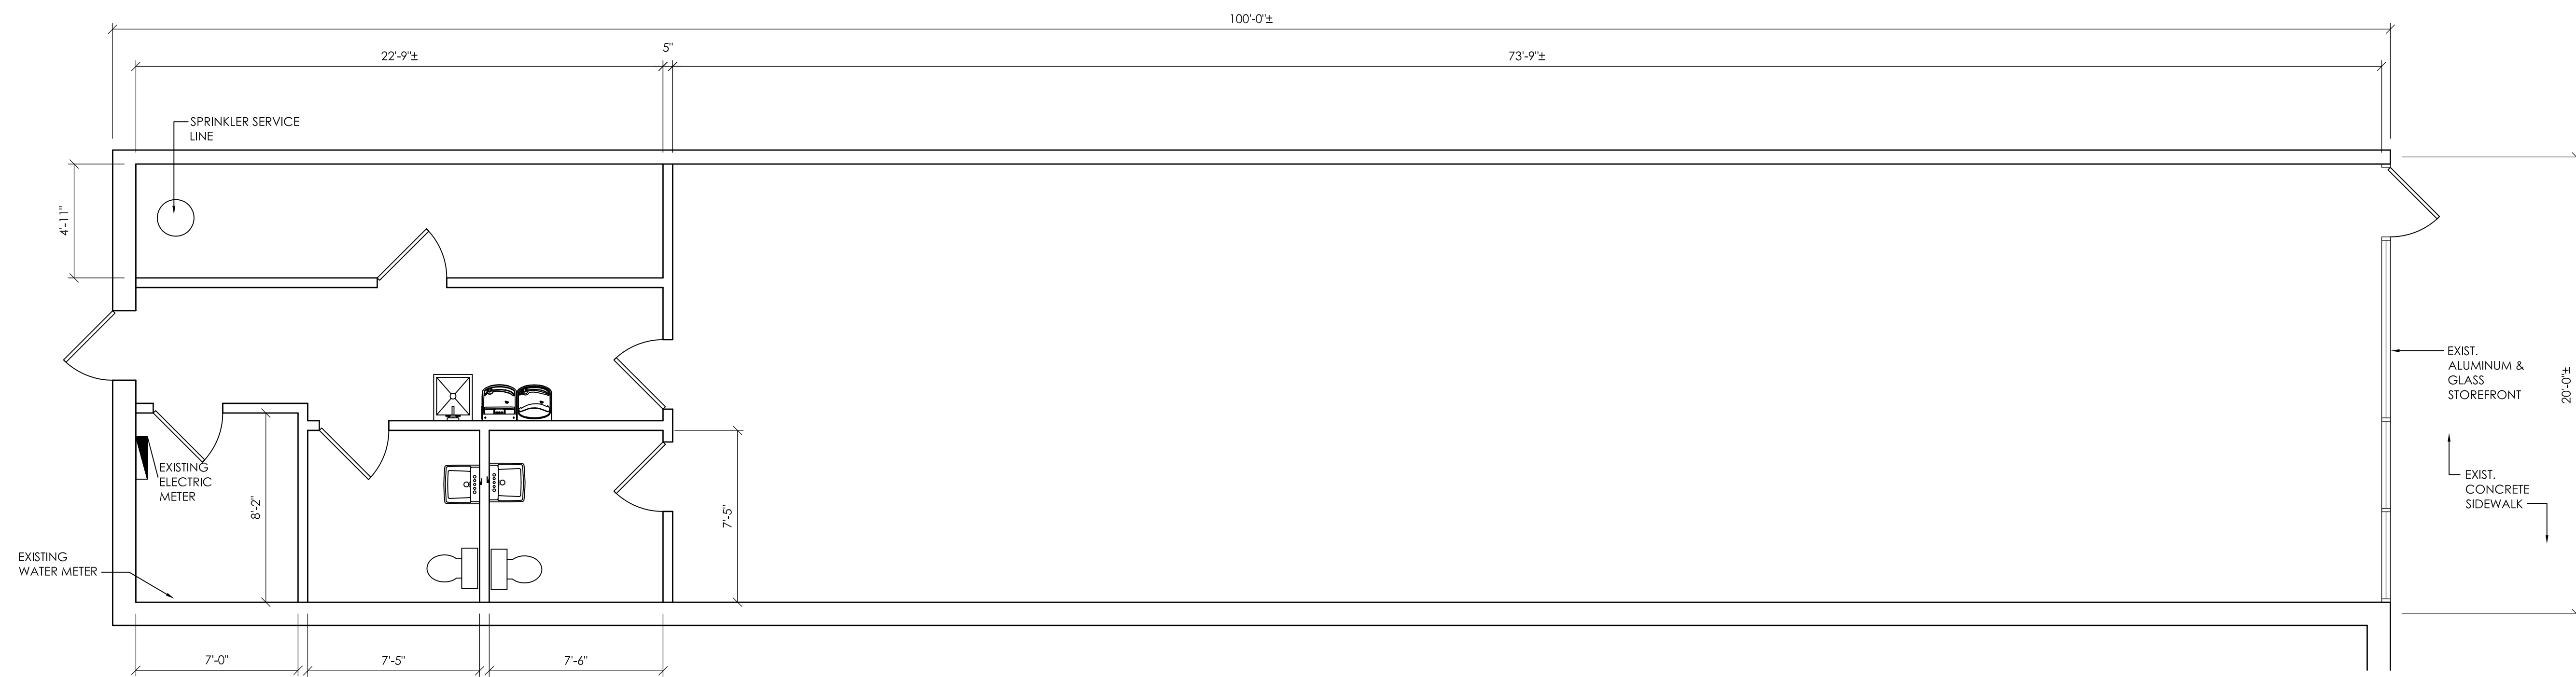 100'-0"±
22'-9"±
5"
73'-9"±
SPRINKLER SERVICE
LINE
4'-11"
EXIST.
ALUMINUM &
GLASS
STOREFRONT
20'-0"±
EXISTING
ELECTRIC
METER
8'-2"
7'-5"
EXIST.
CONCRETE
SIDEWALK
EXISTING
WATER METER
7'-0"
7'-5"
7'-6"